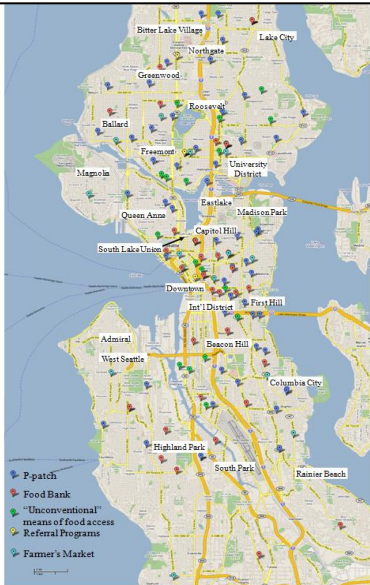 Bitter Lake Village
Lake City
Northgate
Greenwood
Roosevelt
Ballard
Freemont
University
District
Magnolia
Eastlake
Madison Park
Queen Anne
Capitol Hill
South Lake Union
Downtown
First Hill
Int'l District
Admiral
Beacon Hill
West Seattle
Columbia City
Highland Park
South Park
Rainier Beach
P-patch
Food Bank
"Unconventional"
means of food access
Referral Programs
Farmer's Market